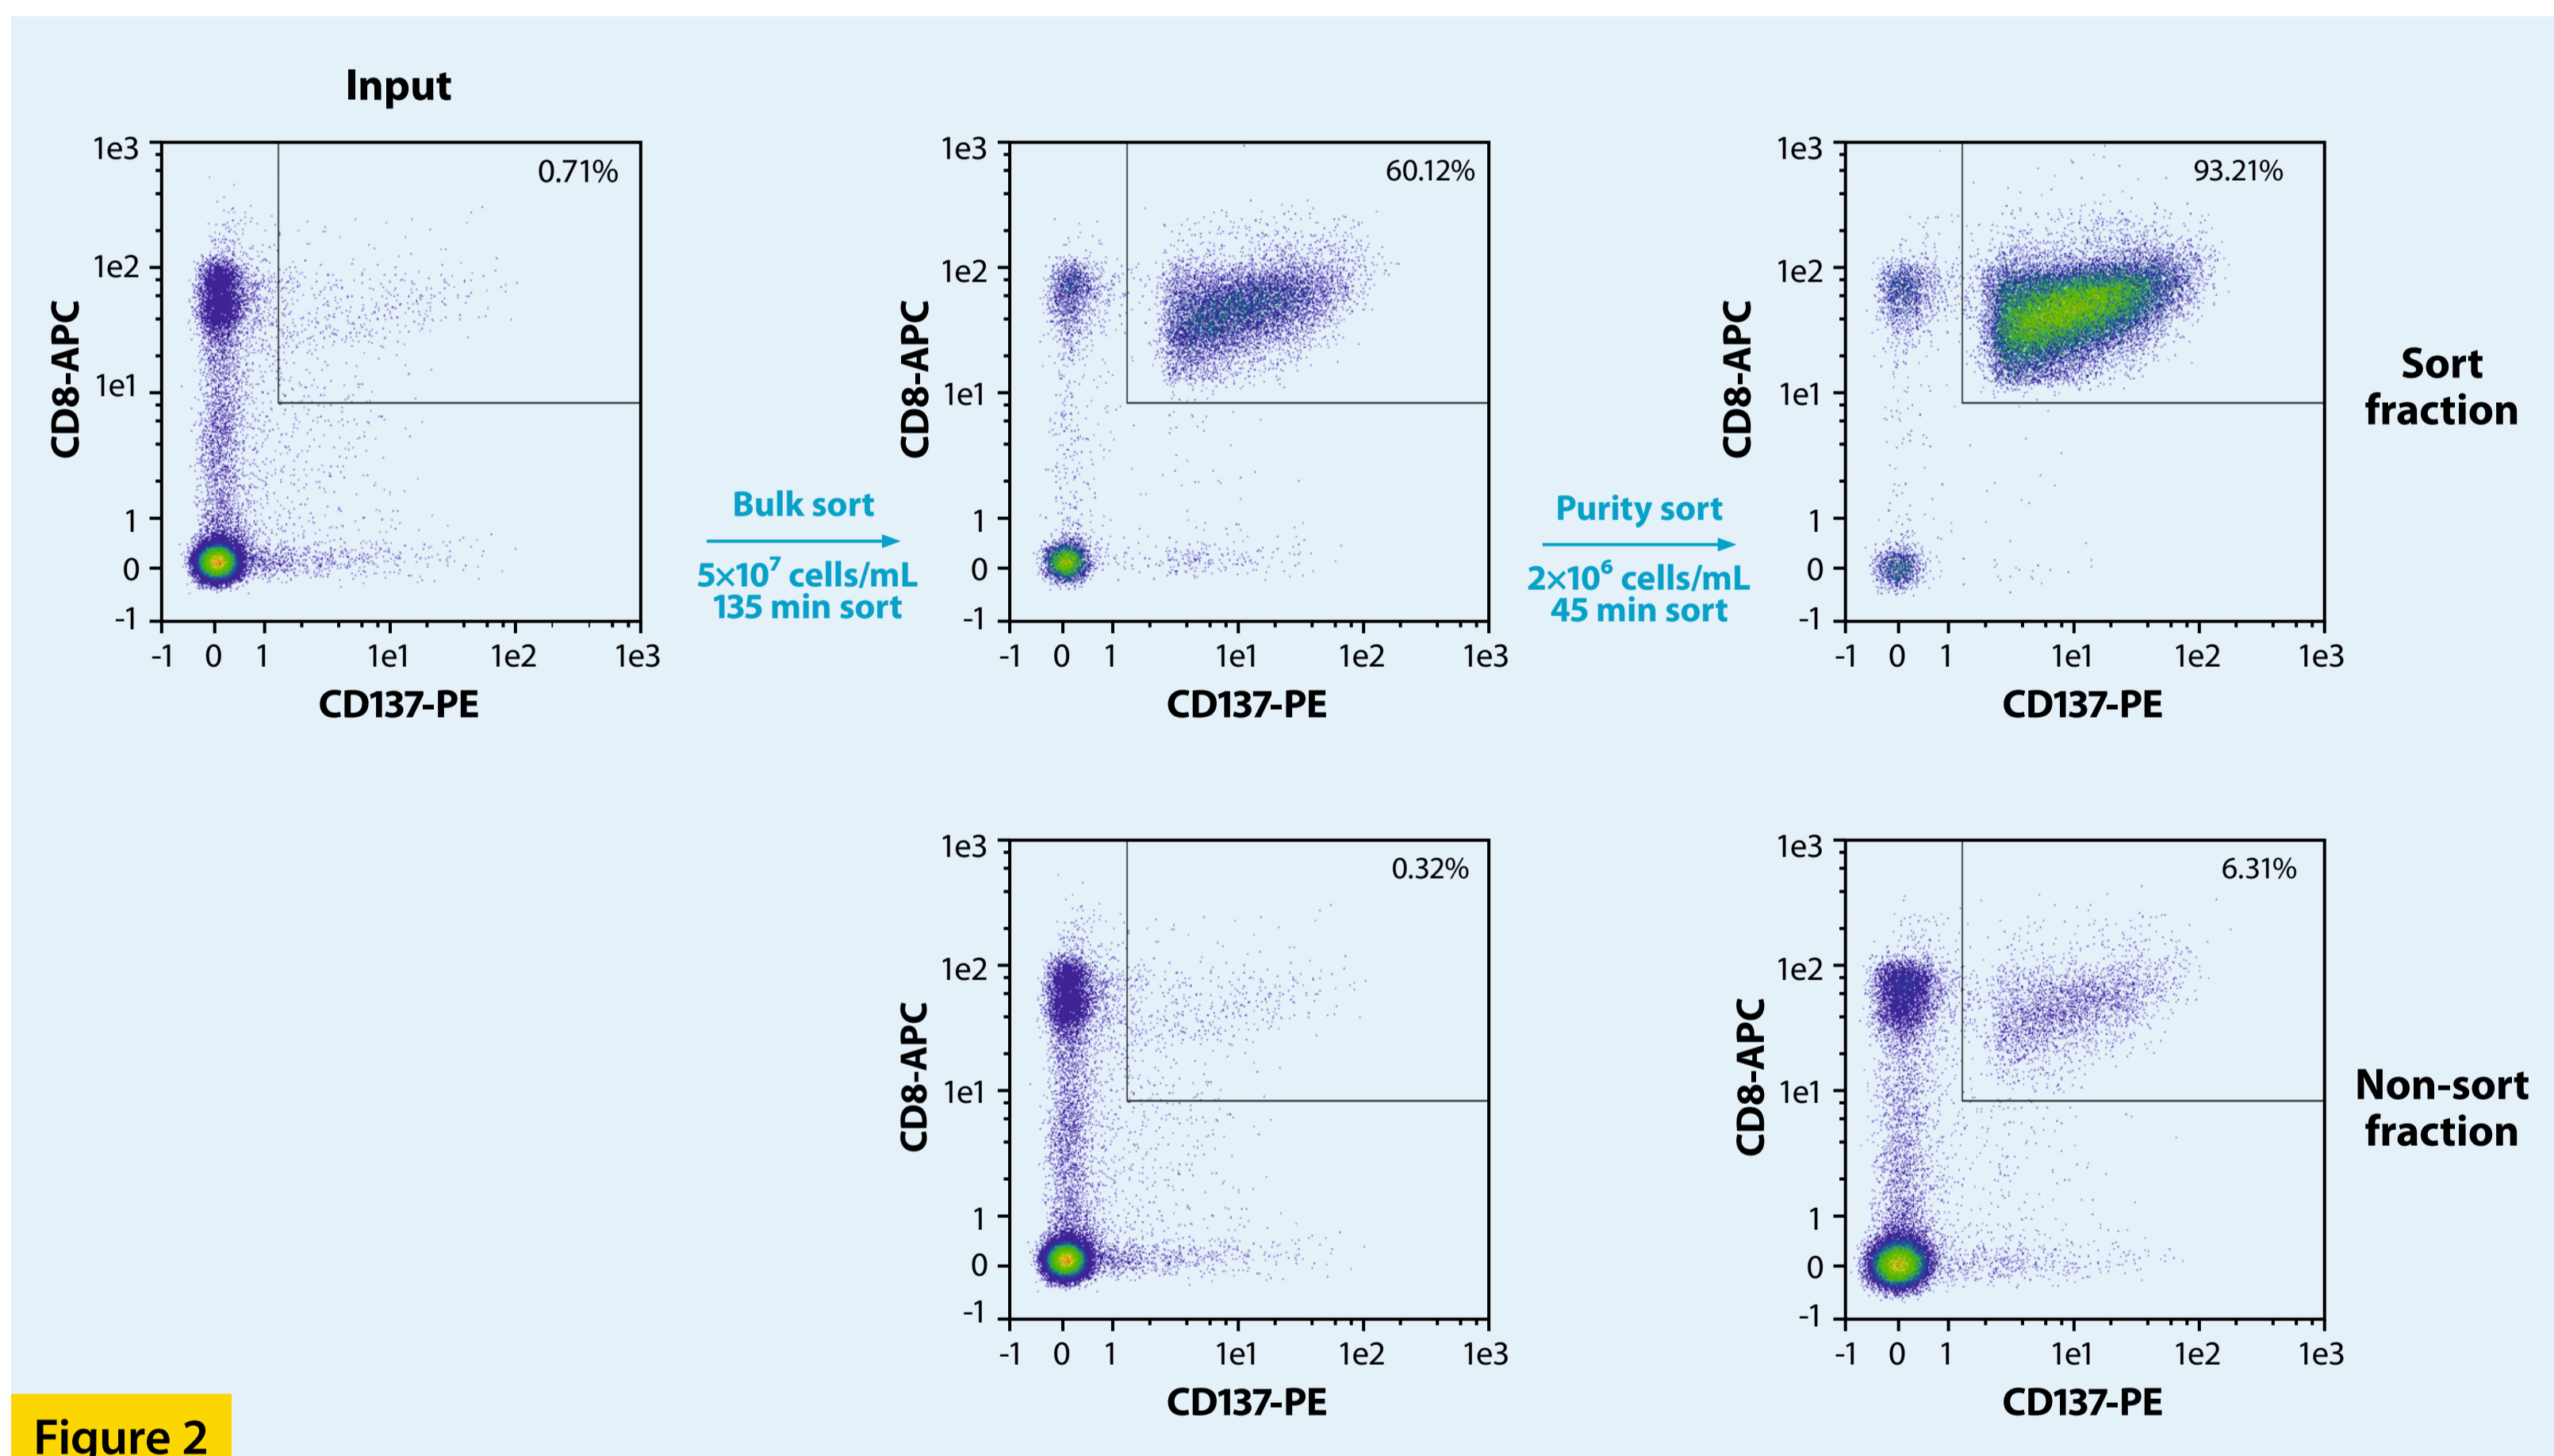 Input
1e3
1e2
1e1
1
0
-1
CD8-APC
0.71%
-1 0 1 1e1 1e2 1e3
CD137-PE
Bulk sort
5×10⁷ cells/mL
135 min sort
1e3
1e2
1e1
1
0
-1
CD8-APC
60.12%
-1 0 1 1e1 1e2 1e3
CD137-PE
Purity sort
2×10⁶ cells/mL
45 min sort
1e3
1e2
1e1
1
0
-1
CD8-APC
93.21%
-1 0 1 1e1 1e2 1e3
CD137-PE
Sort
fraction
1e3
1e2
1e1
1
0
-1
CD8-APC
0.32%
-1 0 1 1e1 1e2 1e3
CD137-PE
1e3
1e2
1e1
1
0
-1
CD8-APC
6.31%
-1 0 1 1e1 1e2 1e3
CD137-PE
Non-sort
fraction
Figure 2